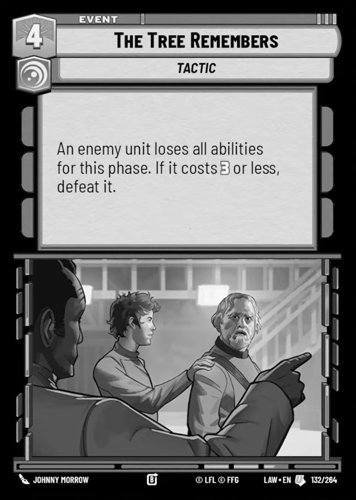 EVENT
4
THE TREE REMEMBERS
TACTIC
An enemy unit loses all abilities
for this phase. If it costs 3 or less,
defeat it.
JOHNNY MORROW
© LFL © FFG
LAW • EN
132/264